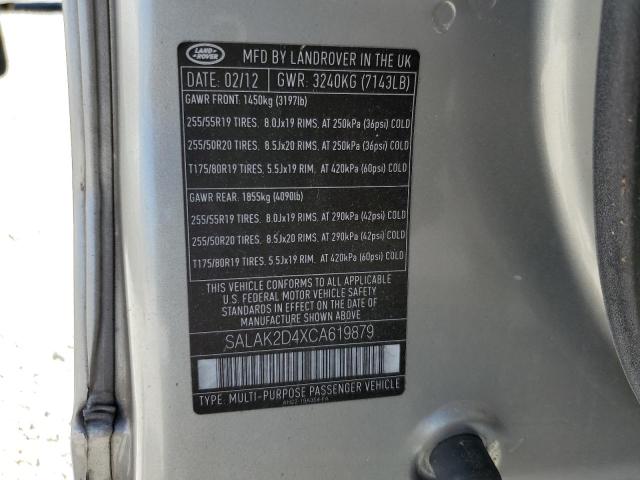 LAND ROVER
MFD BY LANDROVER IN THE UK
DATE: 02/12 GWR: 3240KG (7143LB)
GAWR FRONT: 1450kg (3197lb)
255/55R19 TIRES, 8.0Jx19 RIMS, AT 250kPa (36psi) COLD
255/50R20 TIRES, 8.5Jx20 RIMS, AT 250kPa (36psi) COLD
T175/80R19 TIRES, 5.5Jx19 RIM, AT 420kPa (60psi) COLD
GAWR REAR: 1855kg (4090lb)
255/55R19 TIRES, 8.0Jx19 RIMS, AT 290kPa (42psi) COLD
255/50R20 TIRES, 8.5Jx20 RIMS, AT 290kPa (42psi) COLD
T175/80R19 TIRES, 5.5Jx19 RIM, AT 420kPa (60psi) COLD
THIS VEHICLE CONFORMS TO ALL APPLICABLE
U.S. FEDERAL MOTOR VEHICLE SAFETY
STANDARDS IN EFFECT ON THE DATE OF
MANUFACTURE SHOWN ABOVE
SALAK2D4XCA619879
TYPE: MULTI-PURPOSE PASSENGER VEHICLE